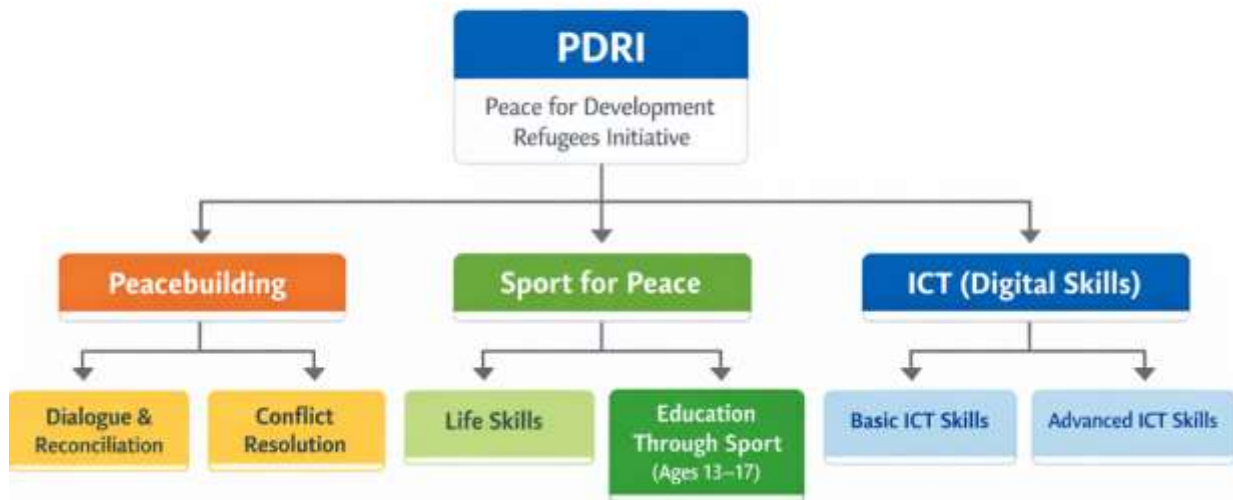 PDRI
Peace for Development
Refugees Initiative
Peacebuilding
Sport for Peace
ICT (Digital Skills)
Dialogue &
Reconciliation
Conflict
Resolution
Life Skills
Education
Through Sport
(Ages 13–17)
Basic ICT Skills
Advanced ICT Skills